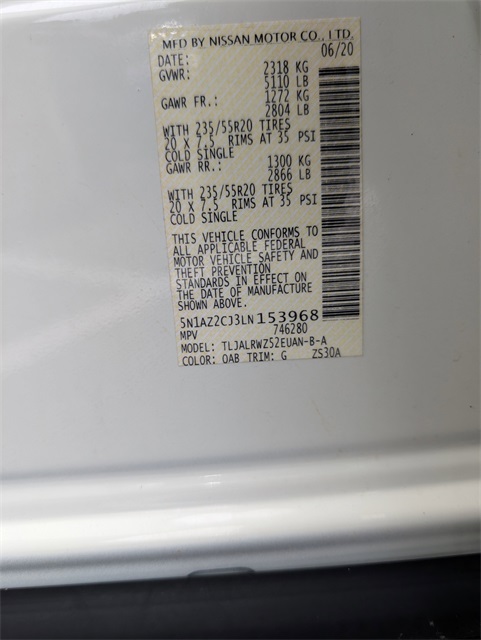 MFD BY NISSAN MOTOR CO., LTD.
DATE: 06/20
GVWR: 2318 KG
5110 LB
GAWR FR.: 1272 KG
2804 LB
WITH 235/55R20 TIRES
20 X 7.5 RIMS AT 35 PSI
COLD SINGLE
GAWR RR.: 1300 KG
2866 LB
WITH 235/55R20 TIRES
20 X 7.5 RIMS AT 35 PSI
COLD SINGLE
THIS VEHICLE CONFORMS TO
ALL APPLICABLE FEDERAL
MOTOR VEHICLE SAFETY AND
THEFT PREVENTION
STANDARDS IN EFFECT ON
THE DATE OF MANUFACTURE
SHOWN ABOVE.
5N1AZ2CJ3LN153968
MPV 746280
MODEL: TLJALRWZ52EUAN-B-A
COLOR: QAB TRIM: G ZS30A